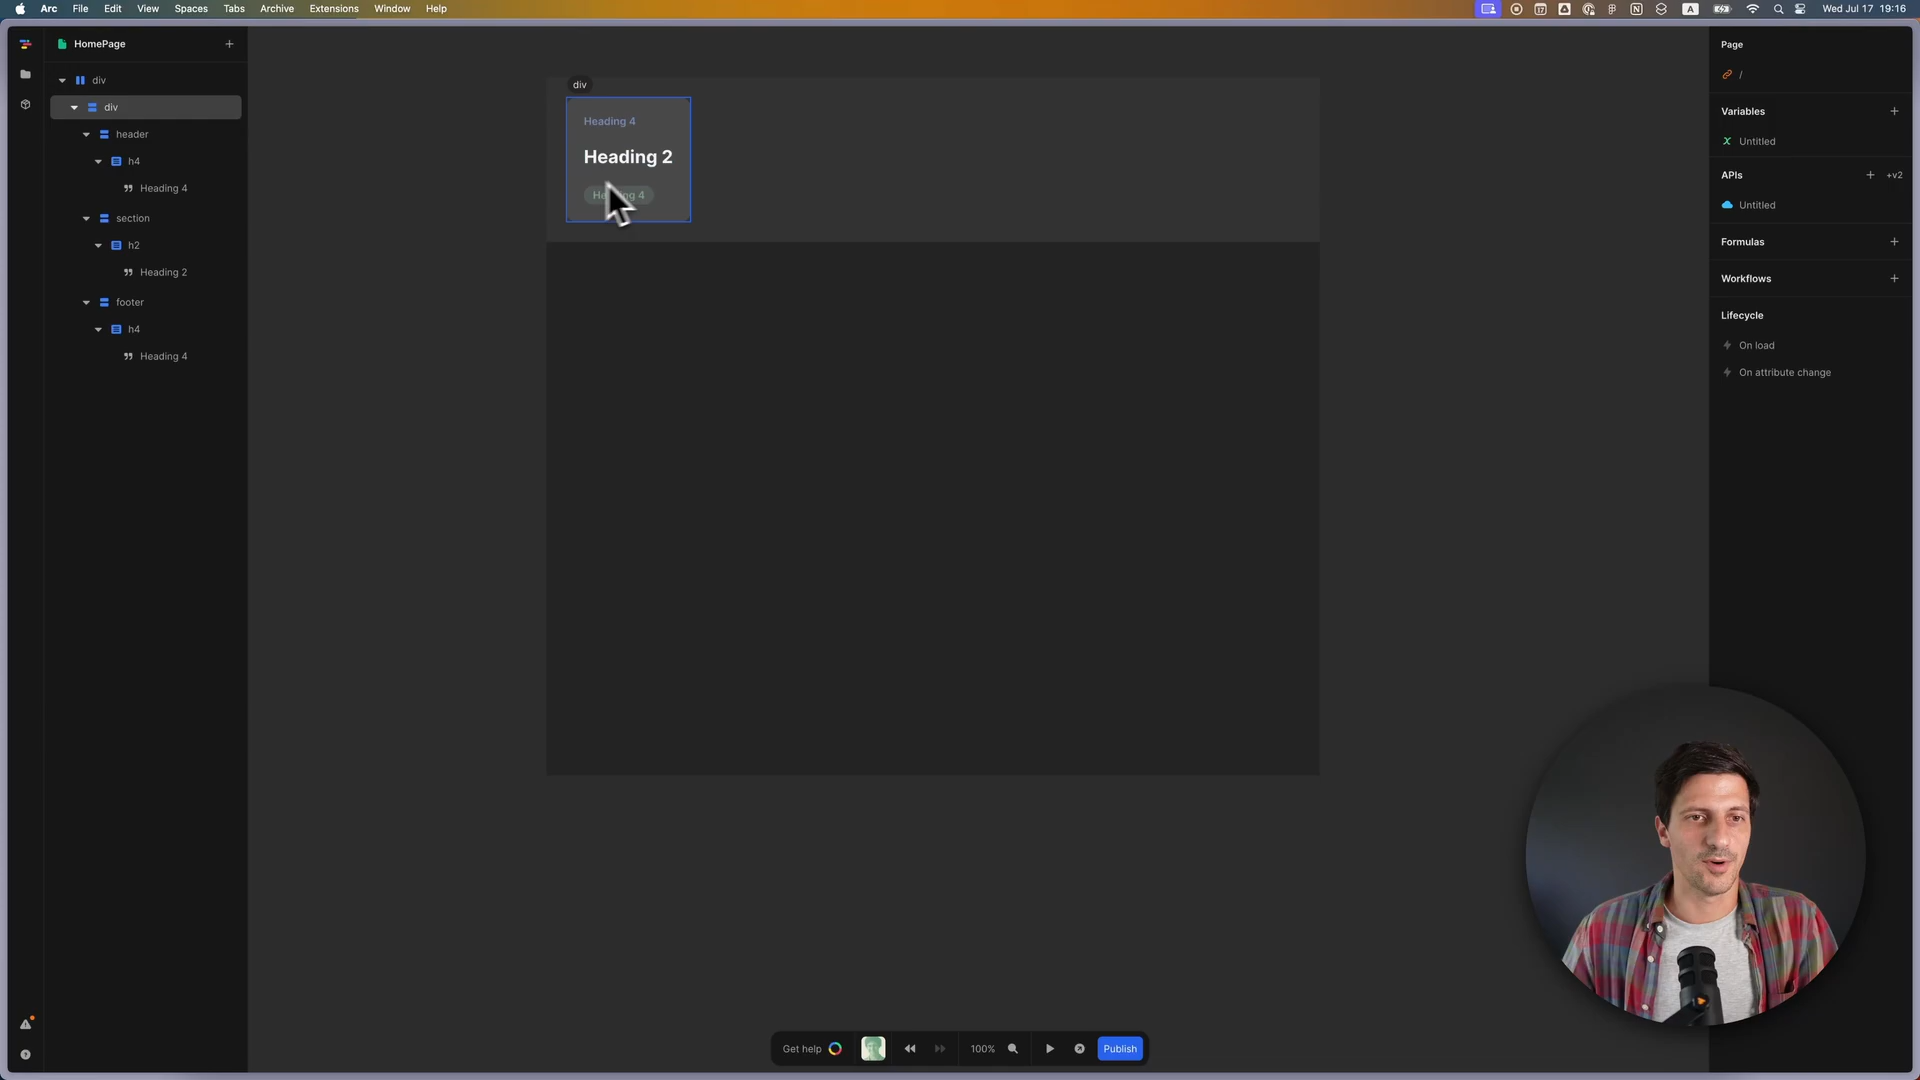 Arc File Edit View Spaces Tabs Archive Extensions Window Help
17 N A Wed Jul 17 19:16
HomePage +
div
div
header
h4
Heading 4
section
h2
Heading 2
footer
h4
Heading 4
div
Heading 4
Heading 2
Page
/
Variables +
Untitled
APIs + +v2
Untitled
Formulas +
Workflows +
Lifecycle
On load
On attribute change
Get help 100% Publish